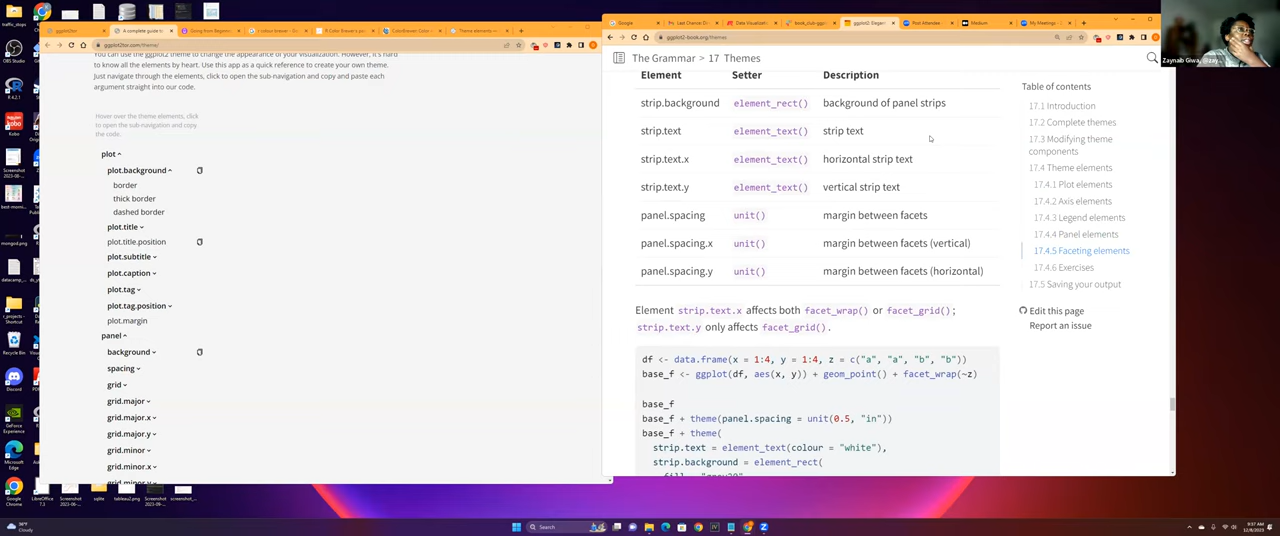 You can use the ggplot2 theme to change the appearance of your visualization. However, it's hard
to know all the elements by heart. Use this app as a quick reference to create your own theme.
Just navigate through the elements, click to open the sub-navigation and copy and paste each
argument straight into our code.
Hover over the theme elements, click
to open the sub-navigation and copy
the code.
plot
plot.background
border
thick border
dashed border
plot.title
plot.title.position
plot.subtitle
plot.caption
plot.tag
plot.tag.position
plot.margin
panel
background
spacing
grid
grid.major
grid.major.x
grid.major.y
grid.minor
grid.minor.x
ggplot2tor.com/theme/
ggplot2-book.org/themes
The Grammar > 17 Themes
Element Setter Description
strip.background element_rect() background of panel strips
strip.text element_text() strip text
strip.text.x element_text() horizontal strip text
strip.text.y element_text() vertical strip text
panel.spacing unit() margin between facets
panel.spacing.x unit() margin between facets (vertical)
panel.spacing.y unit() margin between facets (horizontal)
Element strip.text.x affects both facet_wrap() or facet_grid();
strip.text.y only affects facet_grid().
df <- data.frame(x = 1:4, y = 1:4, z = c("a", "a", "b", "b"))
base_f <- ggplot(df, aes(x, y)) + geom_point() + facet_wrap(~z)
base_f
base_f + theme(panel.spacing = unit(0.5, "in"))
base_f + theme(
strip.text = element_text(colour = "white"),
strip.background = element_rect(
Table of contents
17.1 Introduction
17.2 Complete themes
17.3 Modifying theme
components
17.4 Theme elements
17.4.1 Plot elements
17.4.2 Axis elements
17.4.3 Legend elements
17.4.4 Panel elements
17.4.5 Faceting elements
17.4.6 Exercises
17.5 Saving your output
Edit this page
Report an issue
Search
9:37 AM
12/8/2023